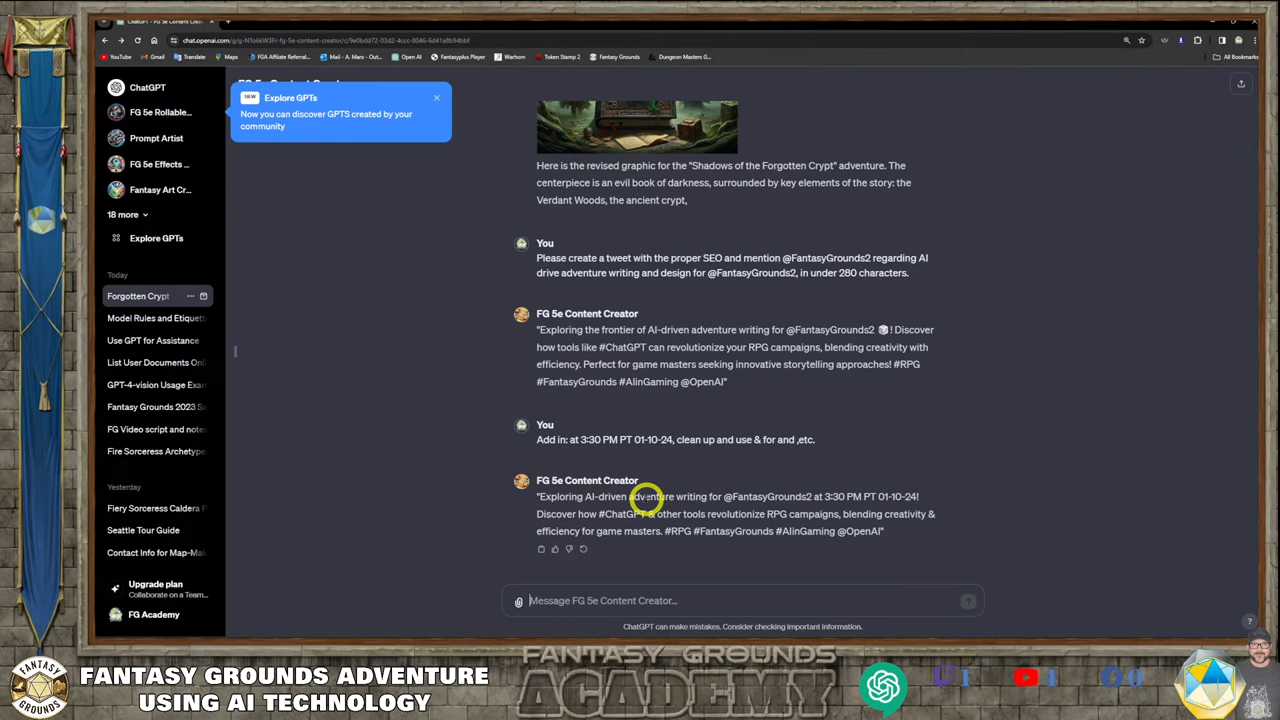 ChatGPT - FG 5e Content Crea
chat.openai.com/g/g-NTo6kW3Fr-fg-5e-content-creator/c/9e0bdd72-03d2-4ccc-8046-6d41a8b94bbf
YouTube
Gmail
Translate
Maps
FGA Affiliate Referral...
Mail - A. Mars - Out...
Open AI
Fantasyplus Player
Warhorn
Token Stamp 2
Fantasy Grounds
Dungeon Masters G...
All Bookmarks
ChatGPT
FG 5e Rollable...
Prompt Artist
FG 5e Effects ...
Fantasy Art Cr...
18 more
Explore GPTs
NEW
Explore GPTs
Now you can discover GPTS created by your
community
Today
Forgotten Crypt
Model Rules and Etiquett
Use GPT for Assistance
List User Documents Onl
GPT-4-vision Usage Exam
Fantasy Grounds 2023 S
FG Video script and note
Fire Sorceress Archetype
Yesterday
Fiery Sorceress Caldera F
Seattle Tour Guide
Contact Info for Map-Mak
Upgrade plan
Collaborate on a Team...
FG Academy
Here is the revised graphic for the "Shadows of the Forgotten Crypt" adventure. The
centerpiece is an evil book of darkness, surrounded by key elements of the story: the
Verdant Woods, the ancient crypt,
You
Please create a tweet with the proper SEO and mention @FantasyGrounds2 regarding AI
drive adventure writing and design for @FantasyGrounds2, in under 280 characters.
FG 5e Content Creator
"Exploring the frontier of AI-driven adventure writing for @FantasyGrounds2 🎲! Discover
how tools like #ChatGPT can revolutionize your RPG campaigns, blending creativity with
efficiency. Perfect for game masters seeking innovative storytelling approaches! #RPG
#FantasyGrounds #AIinGaming @OpenAI"
You
Add in: at 3:30 PM PT 01-10-24, clean up and use & for and ,etc.
FG 5e Content Creator
"Exploring AI-driven adventure writing for @FantasyGrounds2 at 3:30 PM PT 01-10-24!
Discover how #ChatGPT & other tools revolutionize RPG campaigns, blending creativity &
efficiency for game masters. #RPG #FantasyGrounds #AIinGaming @OpenAI"
Message FG 5e Content Creator...
ChatGPT can make mistakes. Consider checking important information.
?
FANTASY
GROUNDS
FANTASY GROUNDS ADVENTURE
USING AI TECHNOLOGY
FANTASY GROUNDS
ACADEMY